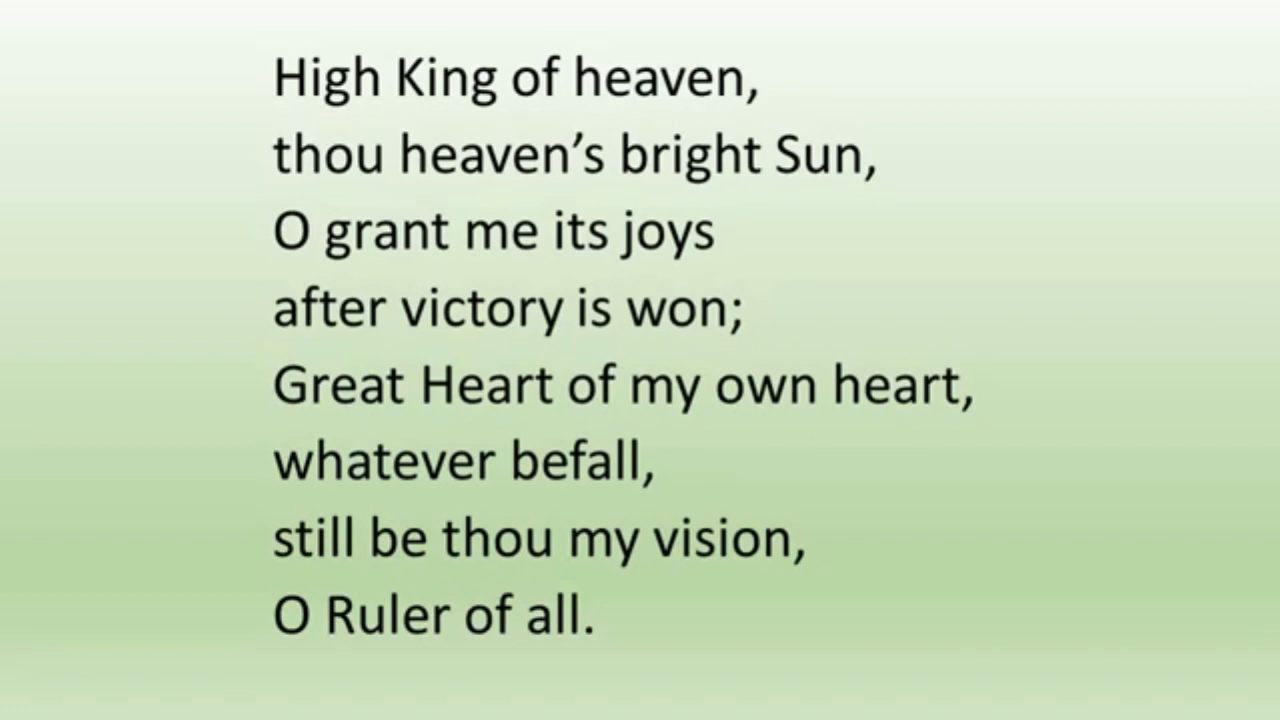 High King of heaven,
thou heaven’s bright Sun,
O grant me its joys
after victory is won;
Great Heart of my own heart,
whatever befall,
still be thou my vision,
O Ruler of all.